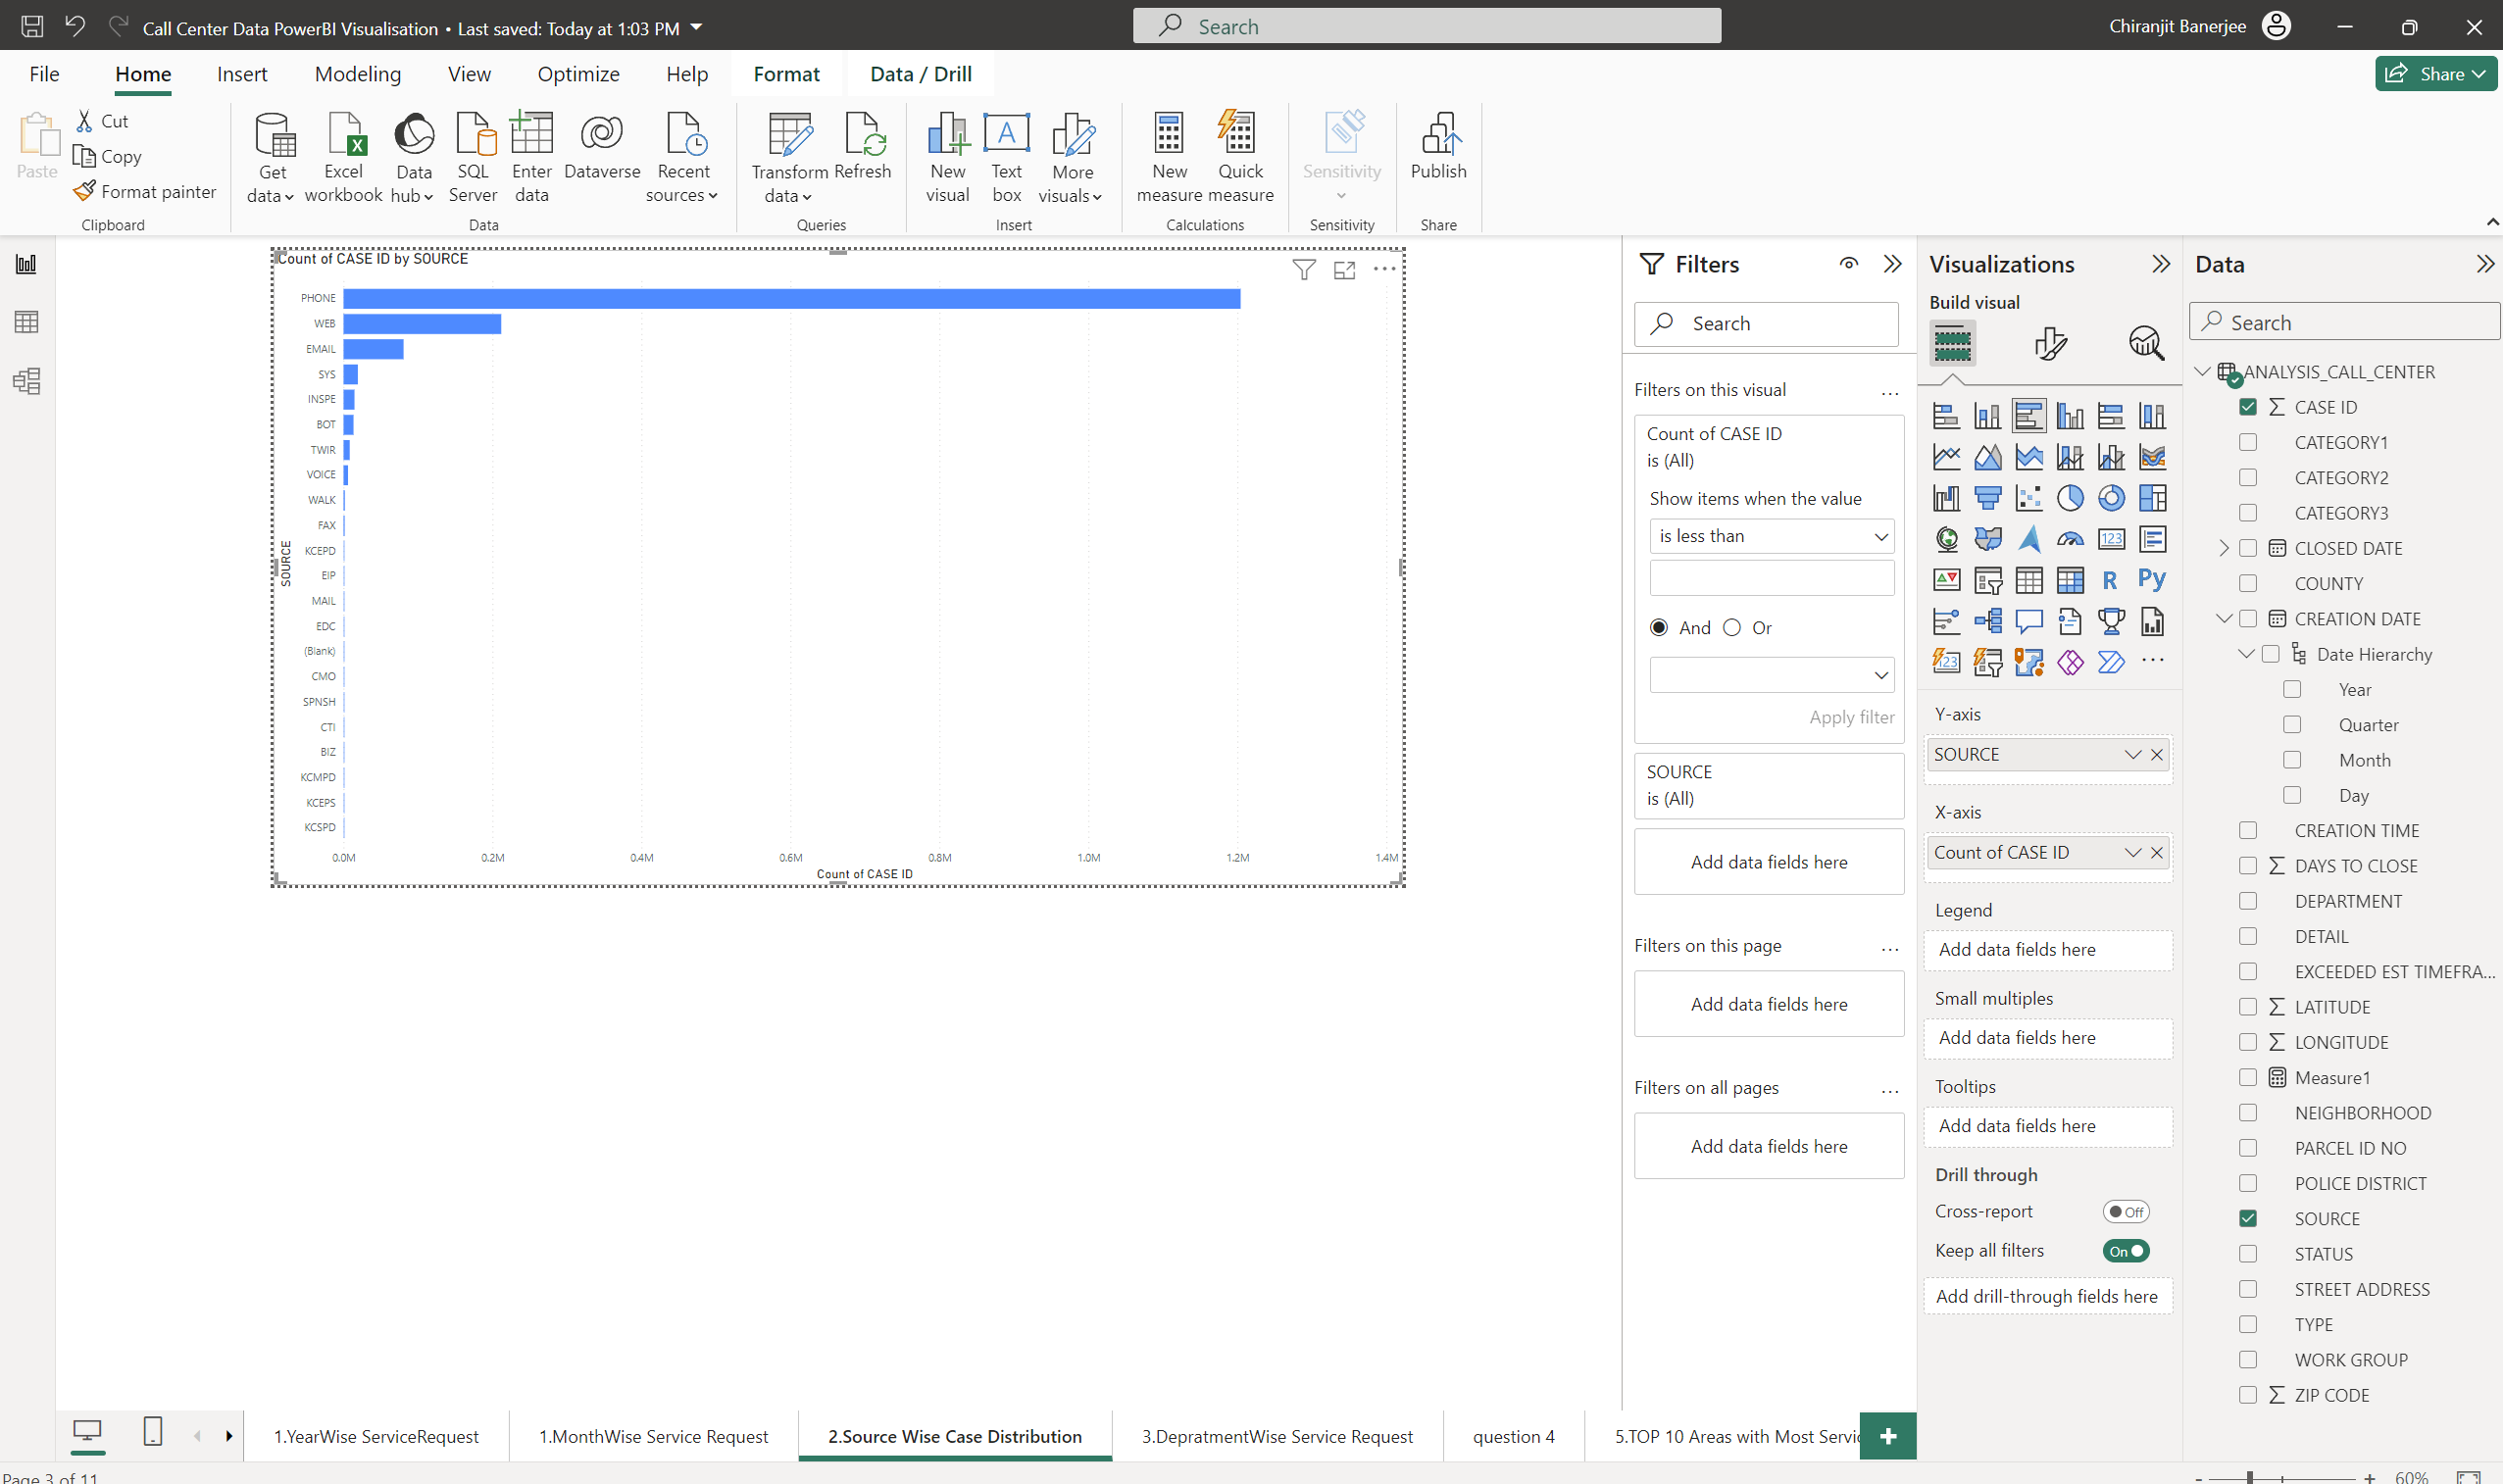 Call Center Data PowerBI Visualisation • Last saved: Today at 1:03 PM
Search
Chiranjit Banerjee
File Home Insert Modeling View Optimize Help Format Data / Drill
Share
Paste
Cut
Copy
Format painter
Clipboard
Get data
Excel workbook
Data hub
SQL Server
Enter data
Dataverse
Recent sources
Data
Transform data
Refresh
Queries
New visual
Text box
More visuals
Insert
New measure
Quick measure
Calculations
Sensitivity
Sensitivity
Publish
Share
Count of CASE ID by SOURCE
SOURCE
PHONE
WEB
EMAIL
SYS
INSPE
BOT
TWIR
VOICE
WALK
FAX
KCEPD
EIP
MAIL
EDC
(Blank)
CMO
SPNSH
CTI
BIZ
KCMPD
KCEPS
KCSPD
0.0M 0.2M 0.4M 0.6M 0.8M 1.0M 1.2M 1.4M
Count of CASE ID
Filters
Search
Filters on this visual
Count of CASE ID
is (All)
Show items when the value
is less than
And Or
Apply filter
SOURCE
is (All)
Add data fields here
Filters on this page
Add data fields here
Filters on all pages
Add data fields here
Visualizations
Build visual
123
R Py
123
Y-axis
SOURCE
X-axis
Count of CASE ID
Legend
Add data fields here
Small multiples
Add data fields here
Tooltips
Add data fields here
Drill through
Cross-report Off
Keep all filters On
Add drill-through fields here
Data
Search
ANALYSIS_CALL_CENTER
CASE ID
CATEGORY1
CATEGORY2
CATEGORY3
CLOSED DATE
COUNTY
CREATION DATE
Date Hierarchy
Year
Quarter
Month
Day
CREATION TIME
DAYS TO CLOSE
DEPARTMENT
DETAIL
EXCEEDED EST TIMEFRA...
LATITUDE
LONGITUDE
Measure1
NEIGHBORHOOD
PARCEL ID NO
POLICE DISTRICT
SOURCE
STATUS
STREET ADDRESS
TYPE
WORK GROUP
ZIP CODE
1.YearWise ServiceRequest
1.MonthWise Service Request
2.Source Wise Case Distribution
3.DepratmentWise Service Request
question 4
5.TOP 10 Areas with Most Servic
Page 3 of 11
60%